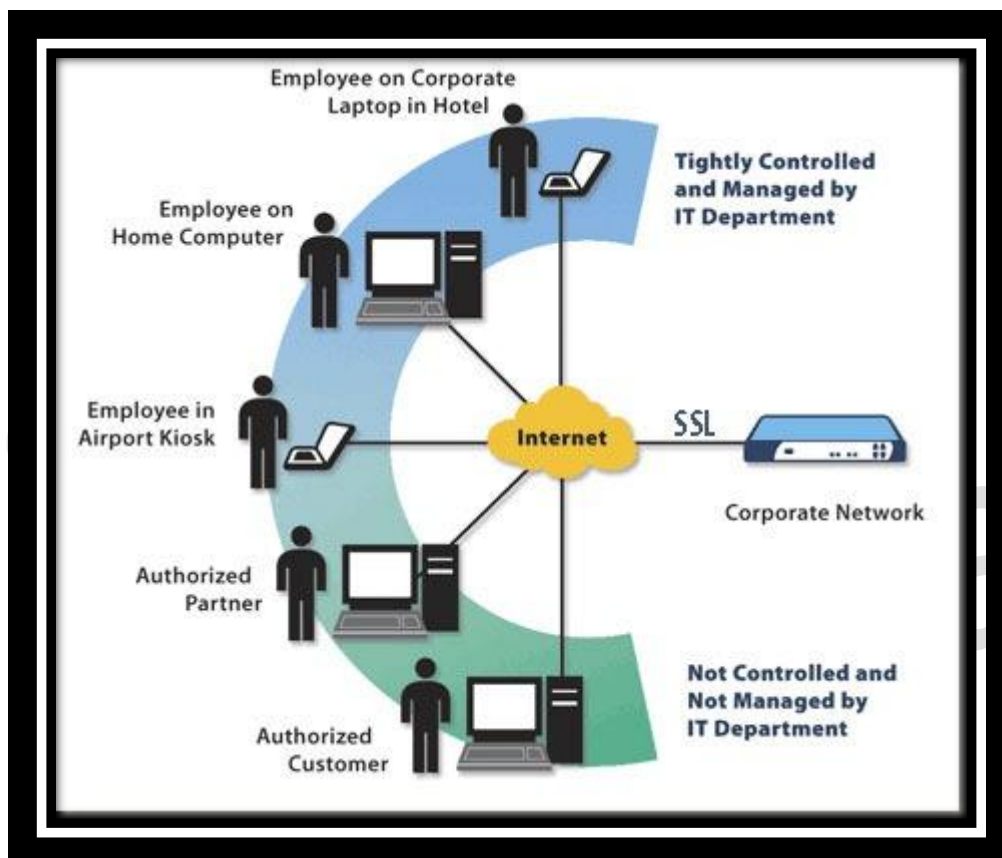 Employee on Corporate
Laptop in Hotel
Tightly Controlled
and Managed by
IT Department
Employee on
Home Computer
Employee in
Airport Kiosk
Internet
SSL
Corporate Network
Authorized
Partner
Not Controlled and
Not Managed by
IT Department
Authorized
Customer